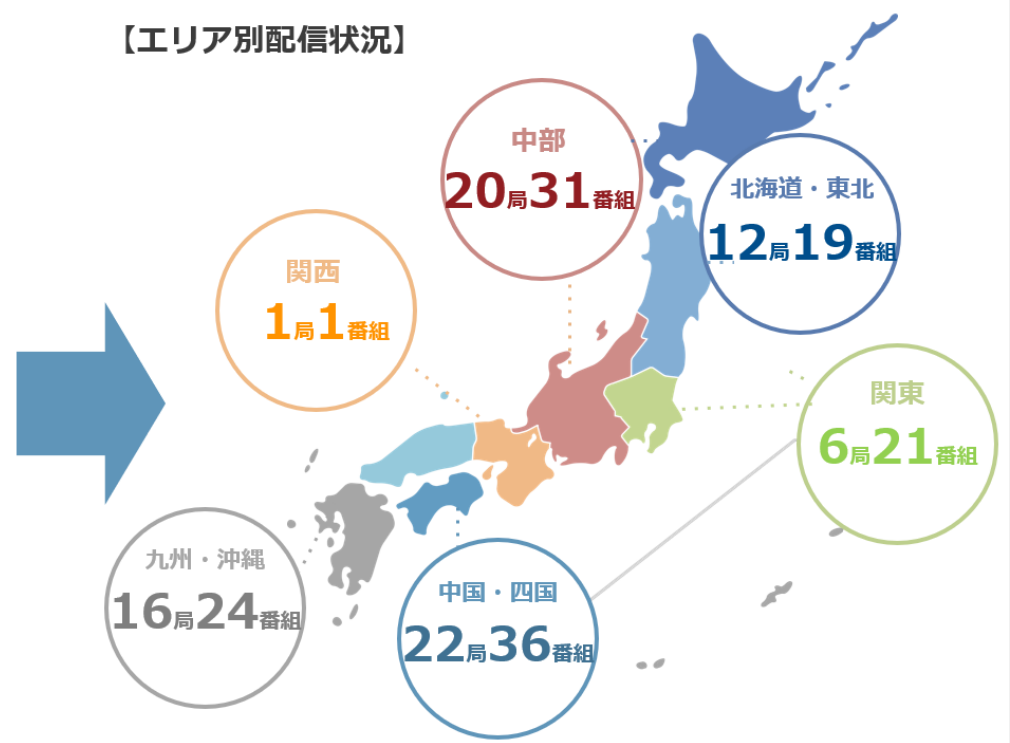 【エリア別配信状況】
中部
20局31番組
北海道・東北
12局19番組
関西
1局1番組
関東
6局21番組
九州・沖縄
16局24番組
中国・四国
22局36番組